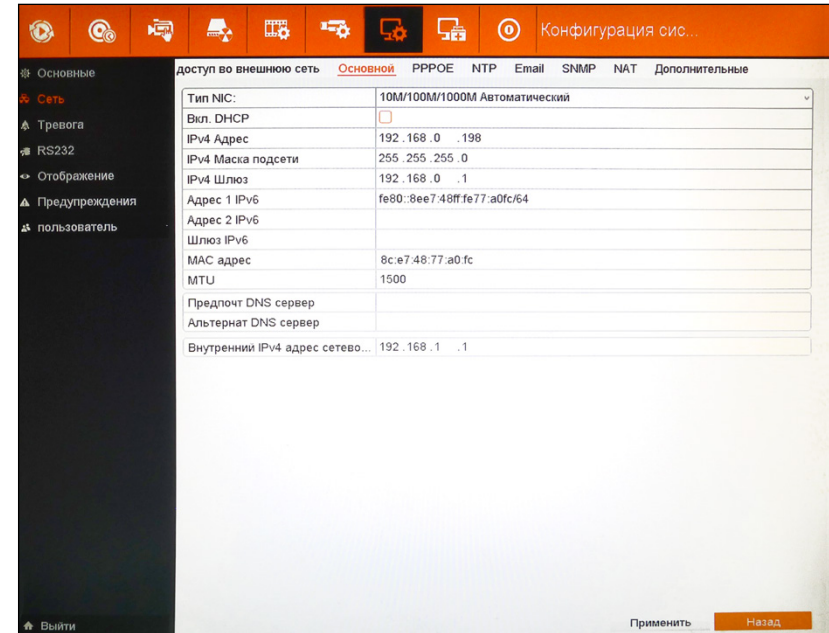 Конфигурация сис...
Основные
Сеть
Тревога
RS232
Отображение
Предупреждения
пользователь
Выйти
доступ во внешнюю сеть Основной PPPOE NTP Email SNMP NAT Дополнительные
Тип NIC: 10M/100M/1000M Автоматический
Вкл. DHCP
IPv4 Адрес 192.168.0 .198
IPv4 Маска подсети 255.255.255.0
IPv4 Шлюз 192.168.0 .1
Адрес 1 IPv6 fe80::8ee7:48ff:fe77:a0fc/64
Адрес 2 IPv6
Шлюз IPv6
MAC адрес 8c:e7:48:77:a0:fc
MTU 1500
Предпочт DNS сервер
Альтернат DNS сервер
Внутренний IPv4 адрес сетево... 192.168.1 .1
Применить Назад